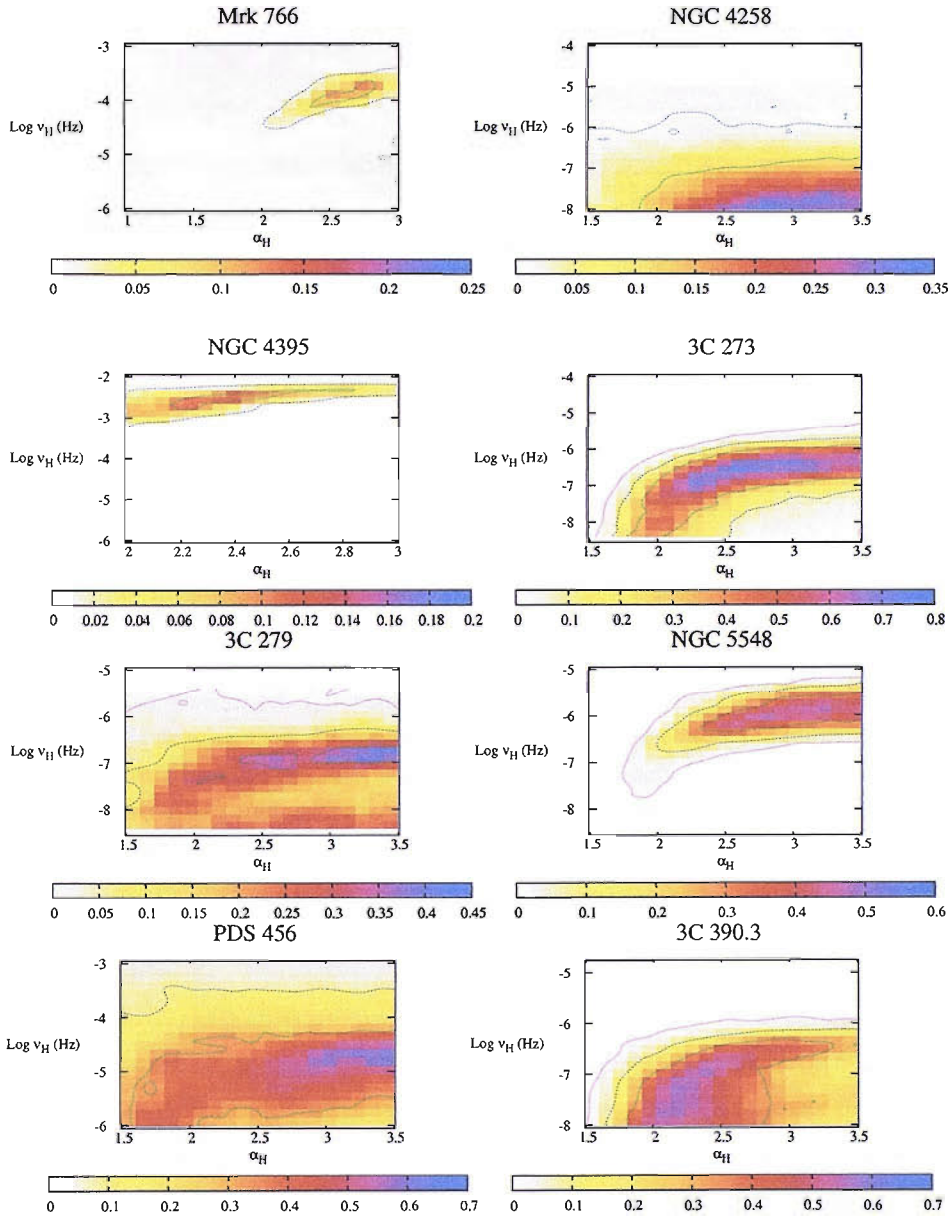 Mrk 766
-3
-4
Log ν_H (Hz)
-5
-6
1 1.5 2 2.5 3
α_H
0 0.05 0.1 0.15 0.2 0.25
NGC 4258
-4
-5
Log ν_H (Hz)
-6
-7
-8
1.5 2 2.5 3 3.5
α_H
0 0.05 0.1 0.15 0.2 0.25 0.3 0.35
NGC 4395
-2
-3
-4
Log ν_H (Hz)
-5
-6
2 2.2 2.4 2.6 2.8 3
α_H
0 0.02 0.04 0.06 0.08 0.1 0.12 0.14 0.16 0.18 0.2
3C 273
-4
-5
Log ν_H (Hz)
-6
-7
-8
1.5 2 2.5 3 3.5
α_H
0 0.1 0.2 0.3 0.4 0.5 0.6 0.7 0.8
3C 279
-5
-6
Log ν_H (Hz)
-7
-8
1.5 2 2.5 3 3.5
α_H
0 0.05 0.1 0.15 0.2 0.25 0.3 0.35 0.4 0.45
NGC 5548
-5
-6
Log ν_H (Hz)
-7
-8
1.5 2 2.5 3 3.5
α_H
0 0.1 0.2 0.3 0.4 0.5 0.6
PDS 456
-3
-4
Log ν_H (Hz)
-5
-6
1.5 2 2.5 3 3.5
α_H
0 0.1 0.2 0.3 0.4 0.5 0.6 0.7
3C 390.3
-5
-6
Log ν_H (Hz)
-7
-8
1.5 2 2.5 3 3.5
α_H
0 0.1 0.2 0.3 0.4 0.5 0.6 0.7